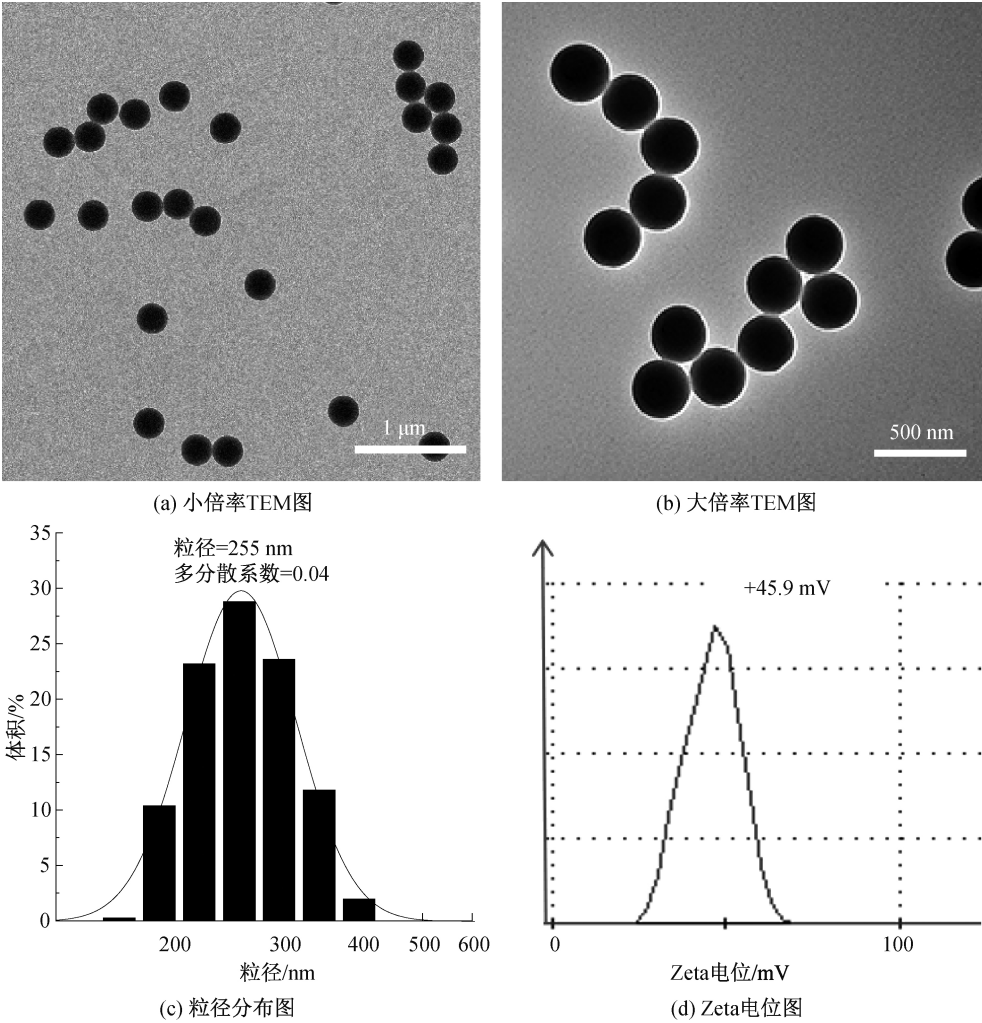 1 μm
500 nm
(a) 小倍率TEM图
(b) 大倍率TEM图
粒径=255 nm
多分散系数=0.04
35
30
25
20
15
10
5
0
体积/%
200
300
400
500
600
粒径/nm
(c) 粒径分布图
+45.9 mV
0
100
Zeta电位/mV
(d) Zeta电位图